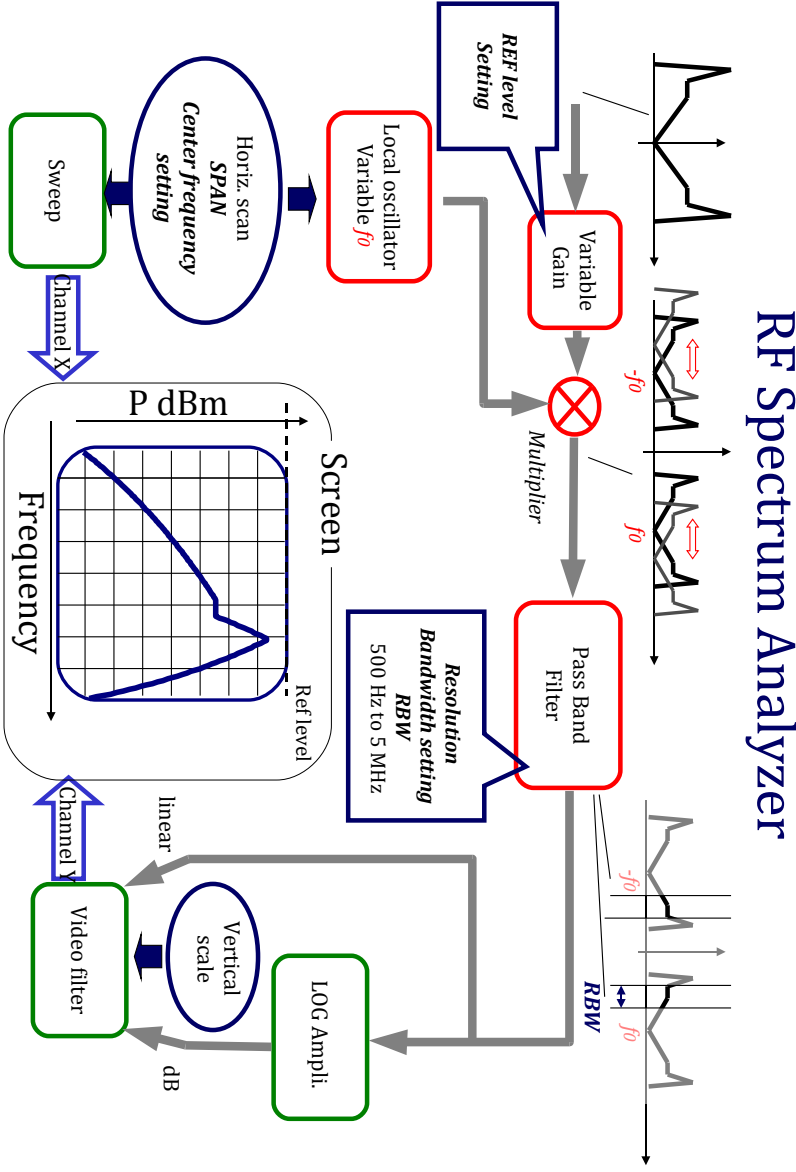 RF Spectrum Analyzer
-f0
f0
-f0
RBW
f0
REF level
Setting
Variable
Gain
Multiplier
Pass Band
Filter
Resolution
Bandwidth setting
RBW
500 Hz to 5 MHz
Local oscillator
Variable f0
Horiz. scan
SPAN
Center frequency
setting
Sweep
Channel X
Screen
Ref level
P dBm
Frequency
Channel Y
linear
Vertical
scale
LOG Ampli.
Video filter
dB